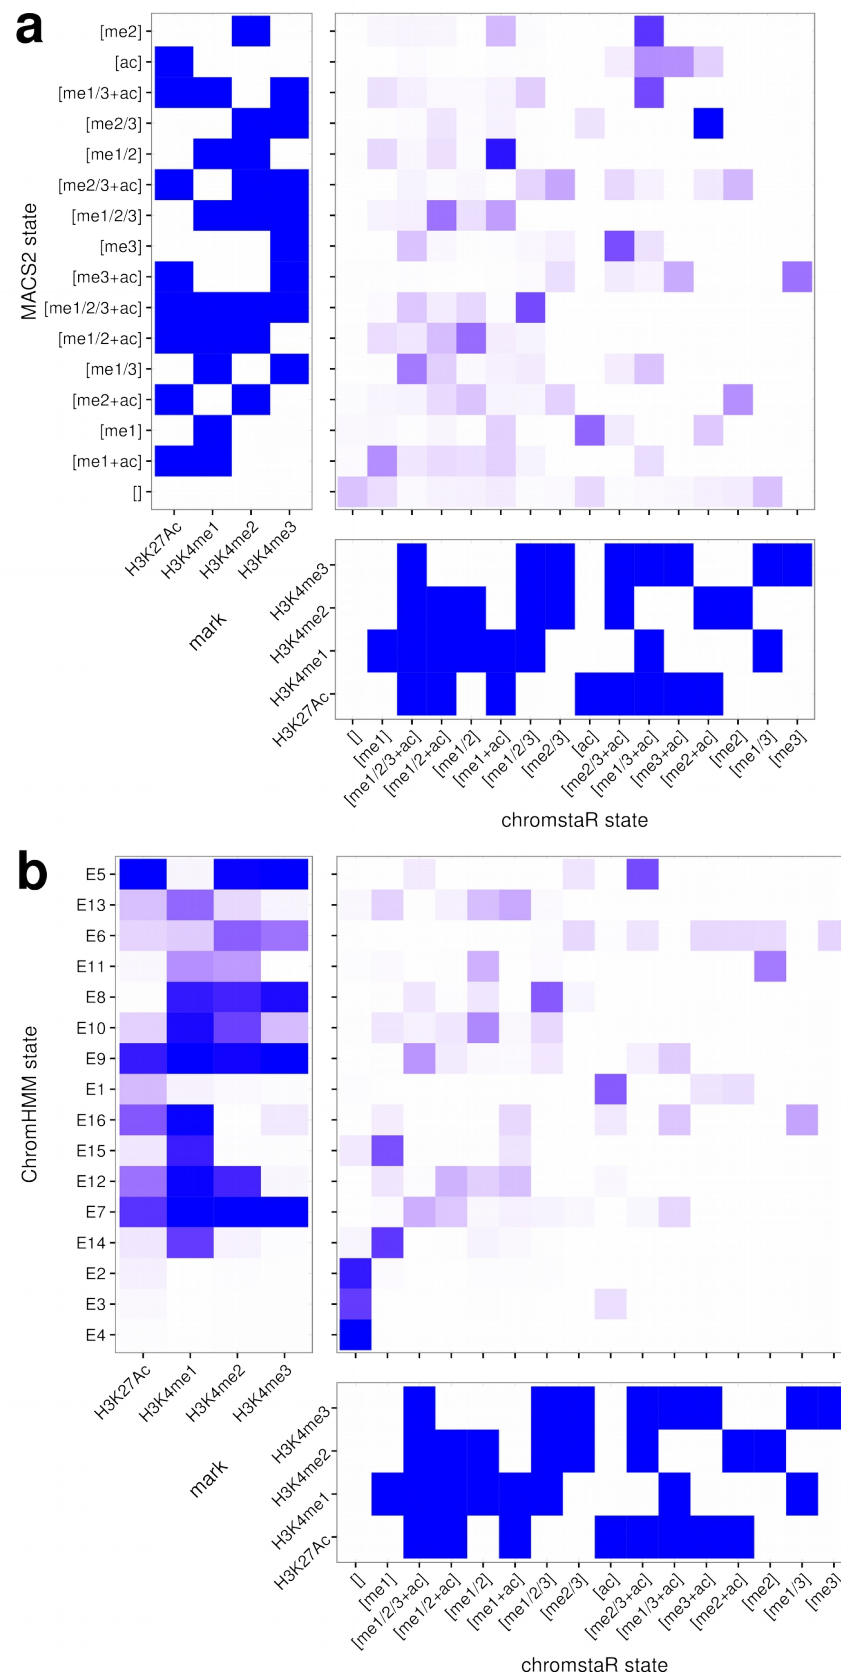 a
MACS2 state
[me2]
[ac]
[me1/3+ac]
[me2/3]
[me1/2]
[me2/3+ac]
[me1/2/3]
[me3]
[me3+ac]
[me1/2/3+ac]
[me1/2+ac]
[me1/3]
[me2+ac]
[me1]
[me1+ac]
[]
H3K27Ac
H3K4me1
H3K4me2
H3K4me3
mark
H3K4me3
H3K4me2
H3K4me1
H3K27Ac
[]
[me1]
[me1/2/3+ac]
[me1/2+ac]
[me1/2]
[me1+ac]
[me1/2/3]
[me2/3]
[ac]
[me2/3+ac]
[me1/3+ac]
[me3+ac]
[me2+ac]
[me2]
[me1/3]
[me3]
chromstaR state
b
ChromHMM state
E5
E13
E6
E11
E8
E10
E9
E1
E16
E15
E12
E7
E14
E2
E3
E4
H3K27Ac
H3K4me1
H3K4me2
H3K4me3
mark
H3K4me3
H3K4me2
H3K4me1
H3K27Ac
[]
[me1]
[me1/2/3+ac]
[me1/2+ac]
[me1/2]
[me1+ac]
[me1/2/3]
[me2/3]
[ac]
[me2/3+ac]
[me1/3+ac]
[me3+ac]
[me2+ac]
[me2]
[me1/3]
[me3]
chromstaR state